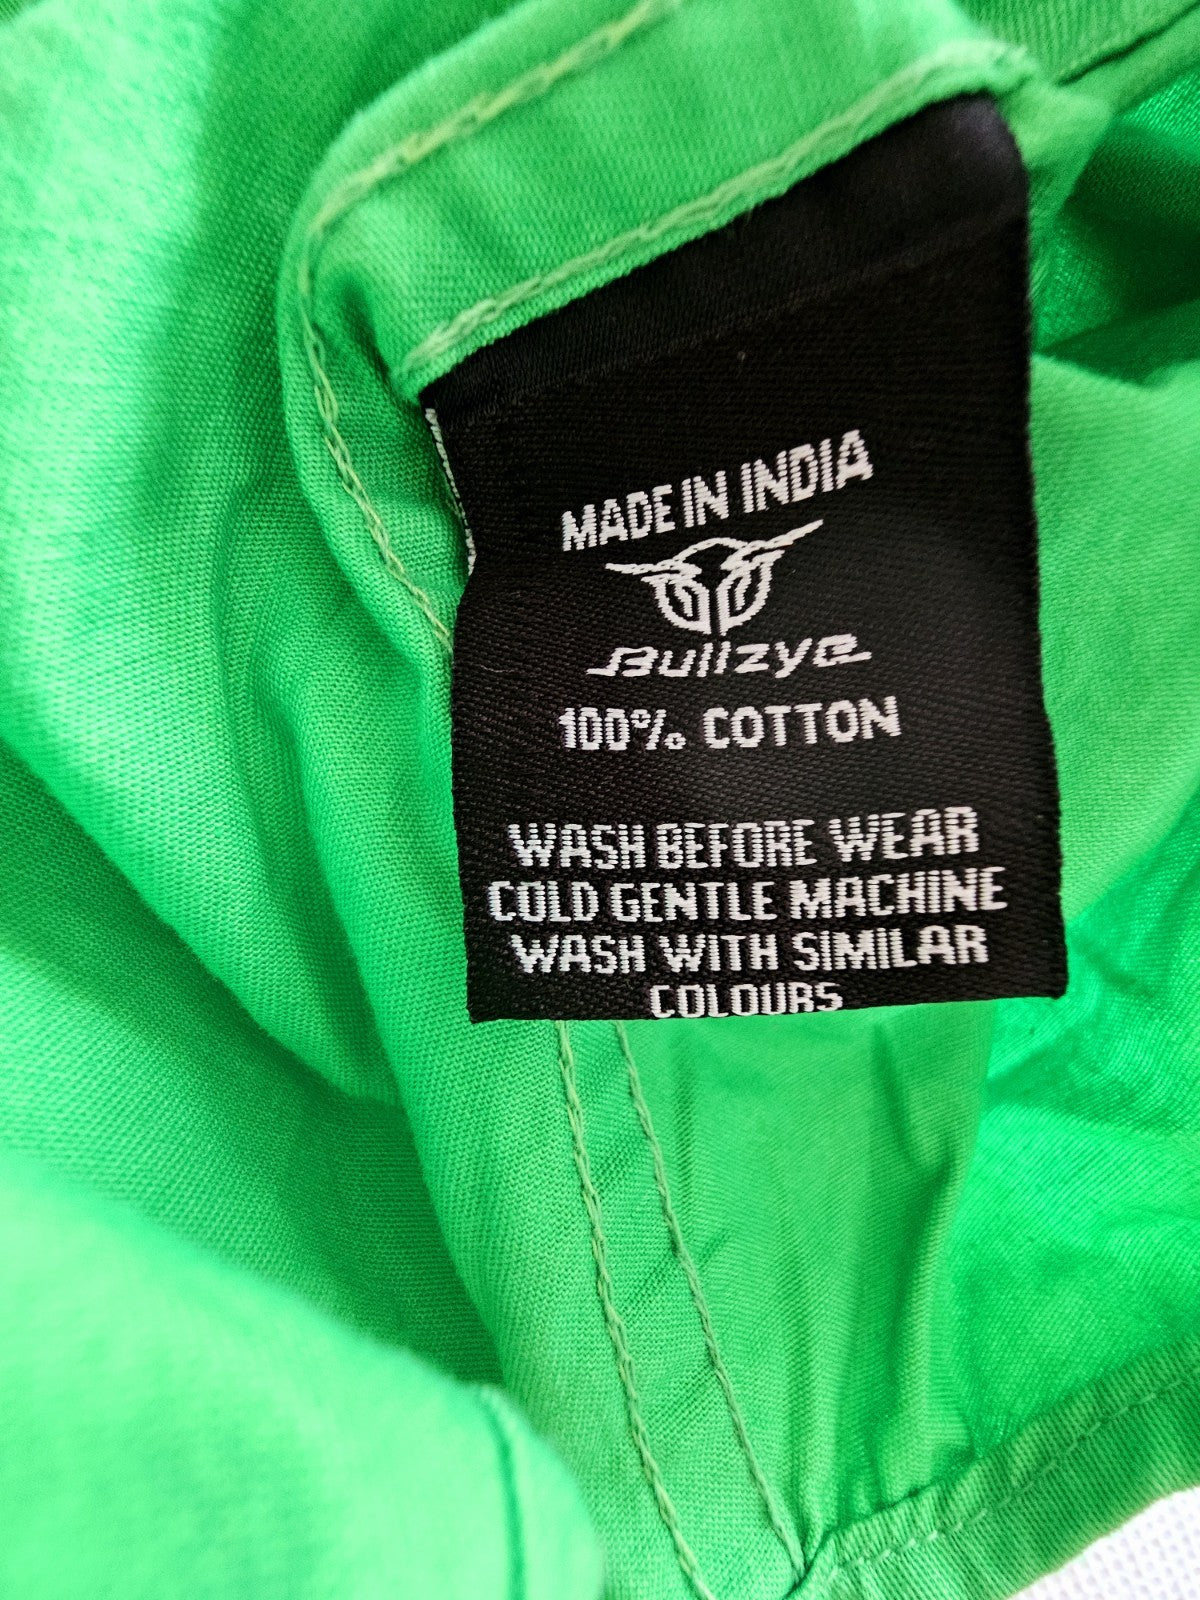 MADE IN INDIA
Bullzye
100% COTTON
WASH BEFORE WEAR
COLD GENTLE MACHINE
WASH WITH SIMILAR
COLOURS